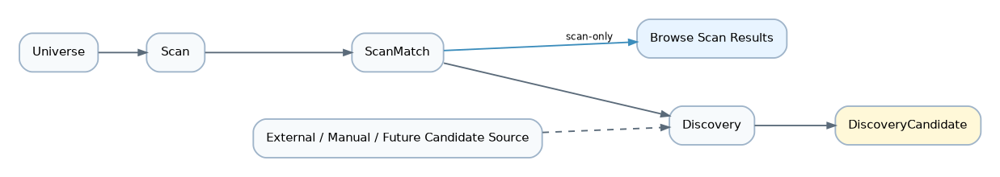 Universe
Scan
ScanMatch
scan-only
Browse Scan Results
External / Manual / Future Candidate Source
Discovery
DiscoveryCandidate